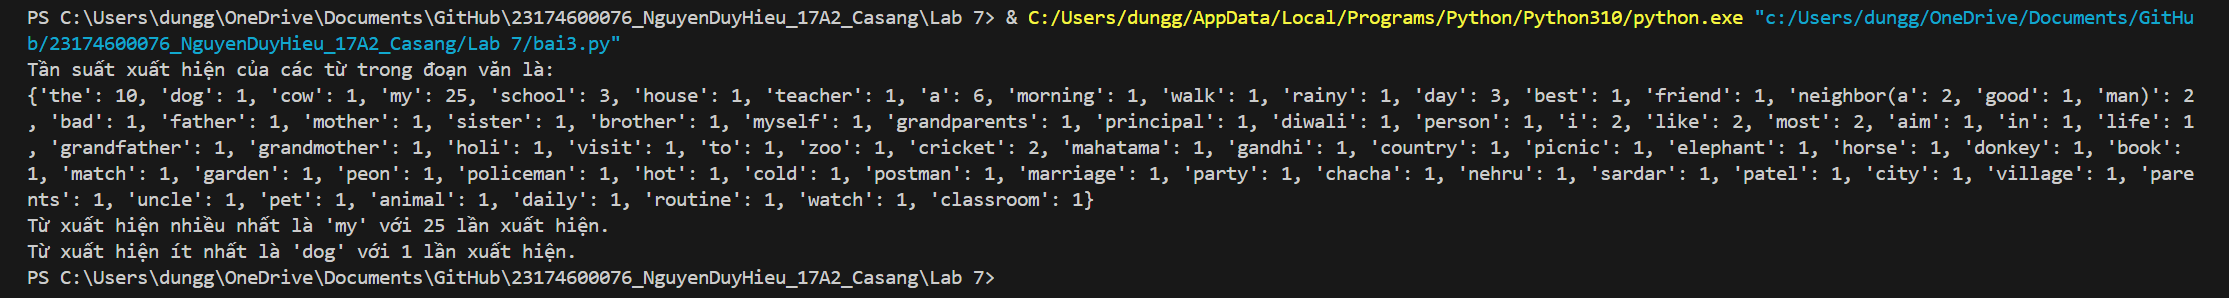 PS C:\Users\dungg\OneDrive\Documents\GitHub\23174600076_NguyenDuyHieu_17A2_Casang\Lab 7> & C:/Users/dungg/AppData/Local/Programs/Python/Python310/python.exe "c:/Users/dungg/OneDrive/Documents/GitHu
b/23174600076_NguyenDuyHieu_17A2_Casang/Lab 7/bai3.py"
Tần suất xuất hiện của các từ trong đoạn văn là:
{'the': 10, 'dog': 1, 'cow': 1, 'my': 25, 'school': 3, 'house': 1, 'teacher': 1, 'a': 6, 'morning': 1, 'walk': 1, 'rainy': 1, 'day': 3, 'best': 1, 'friend': 1, 'neighbor(a': 2, 'good': 1, 'man)': 2
, 'bad': 1, 'father': 1, 'mother': 1, 'sister': 1, 'brother': 1, 'myself': 1, 'grandparents': 1, 'principal': 1, 'diwali': 1, 'person': 1, 'i': 2, 'like': 2, 'most': 2, 'aim': 1, 'in': 1, 'life': 1
, 'grandfather': 1, 'grandmother': 1, 'holi': 1, 'visit': 1, 'to': 1, 'zoo': 1, 'cricket': 2, 'mahatama': 1, 'gandhi': 1, 'country': 1, 'picnic': 1, 'elephant': 1, 'horse': 1, 'donkey': 1, 'book':
1, 'match': 1, 'garden': 1, 'peon': 1, 'policeman': 1, 'hot': 1, 'cold': 1, 'postman': 1, 'marriage': 1, 'party': 1, 'chacha': 1, 'nehru': 1, 'sardar': 1, 'patel': 1, 'city': 1, 'village': 1, 'pare
nts': 1, 'uncle': 1, 'pet': 1, 'animal': 1, 'daily': 1, 'routine': 1, 'watch': 1, 'classroom': 1}
Từ xuất hiện nhiều nhất là 'my' với 25 lần xuất hiện.
Từ xuất hiện ít nhất là 'dog' với 1 lần xuất hiện.
PS C:\Users\dungg\OneDrive\Documents\GitHub\23174600076_NguyenDuyHieu_17A2_Casang\Lab 7>